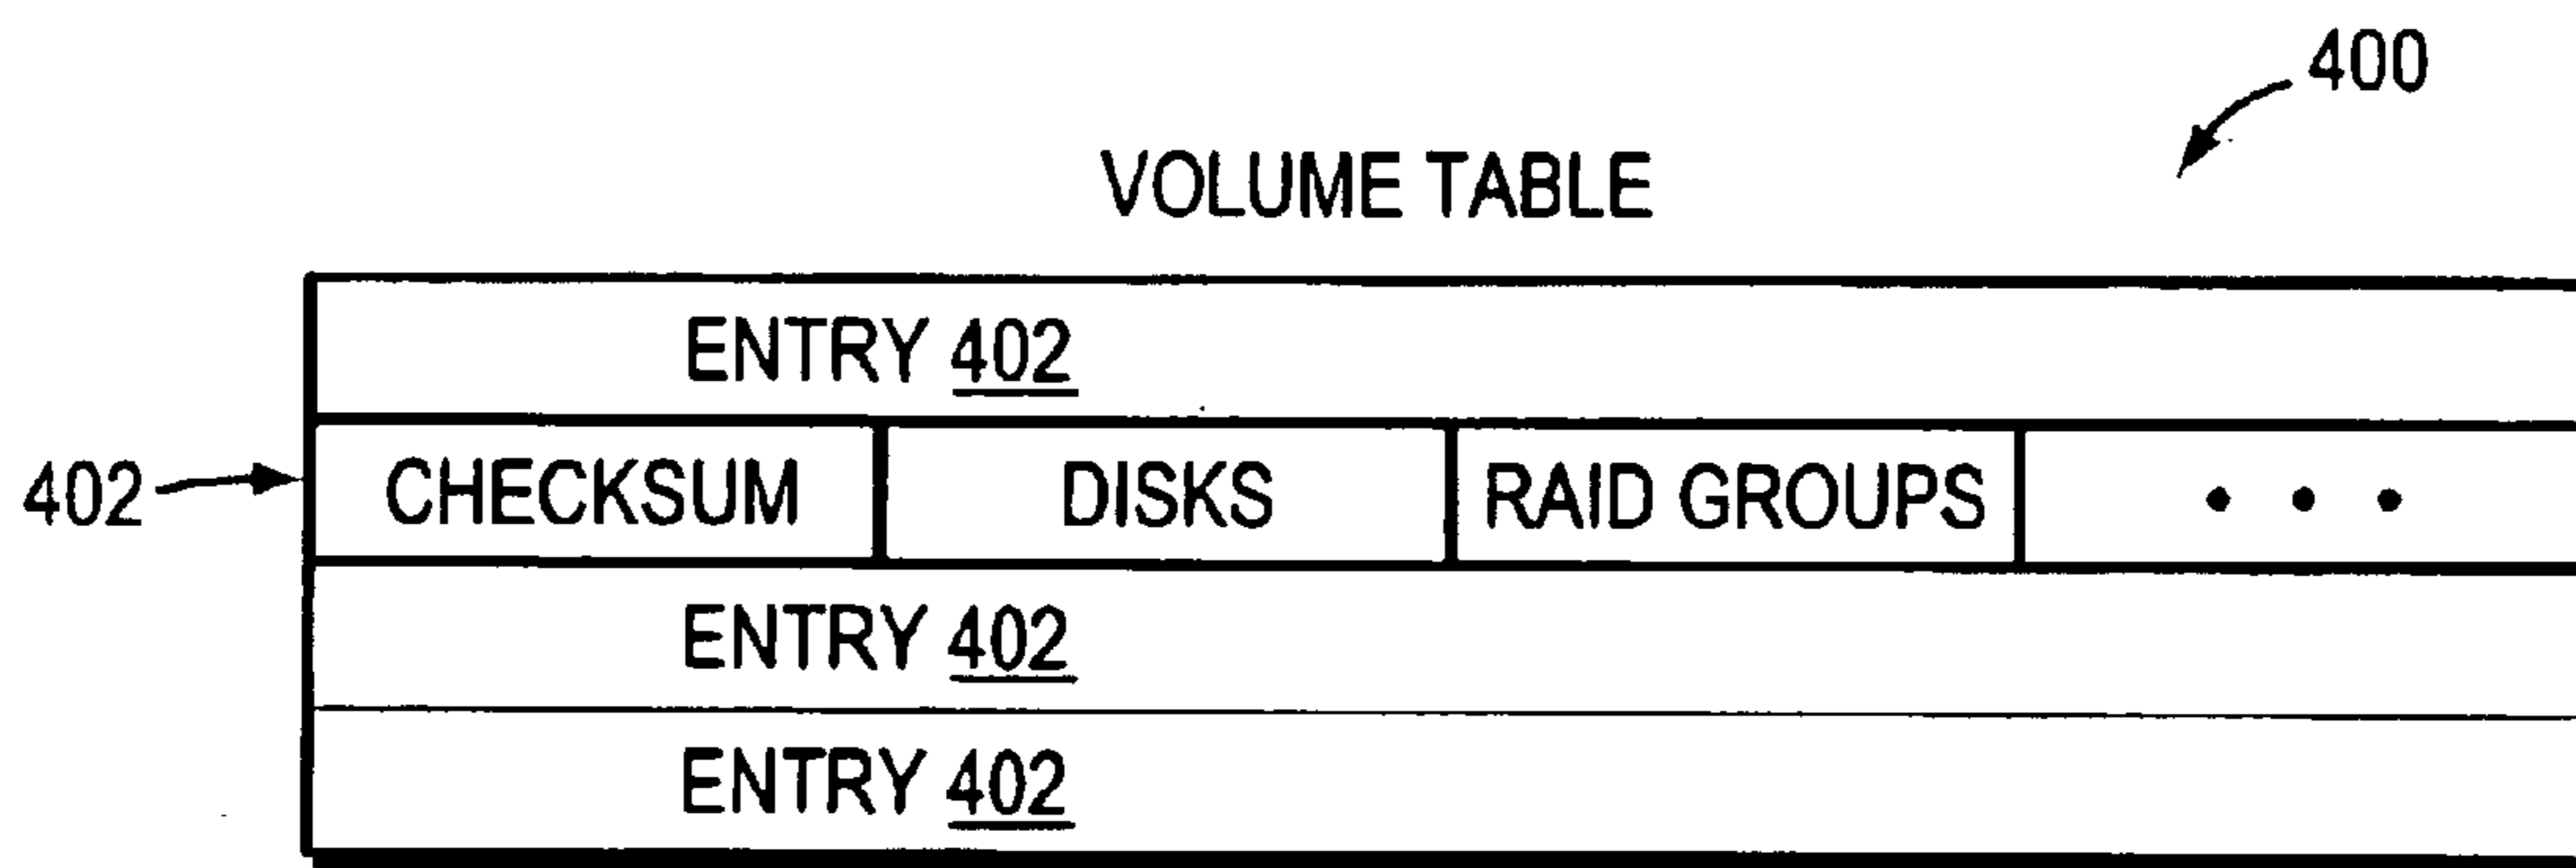 400
VOLUME TABLE
ENTRY 402
402 CHECKSUM DISKS RAID GROUPS • • •
ENTRY 402
ENTRY 402